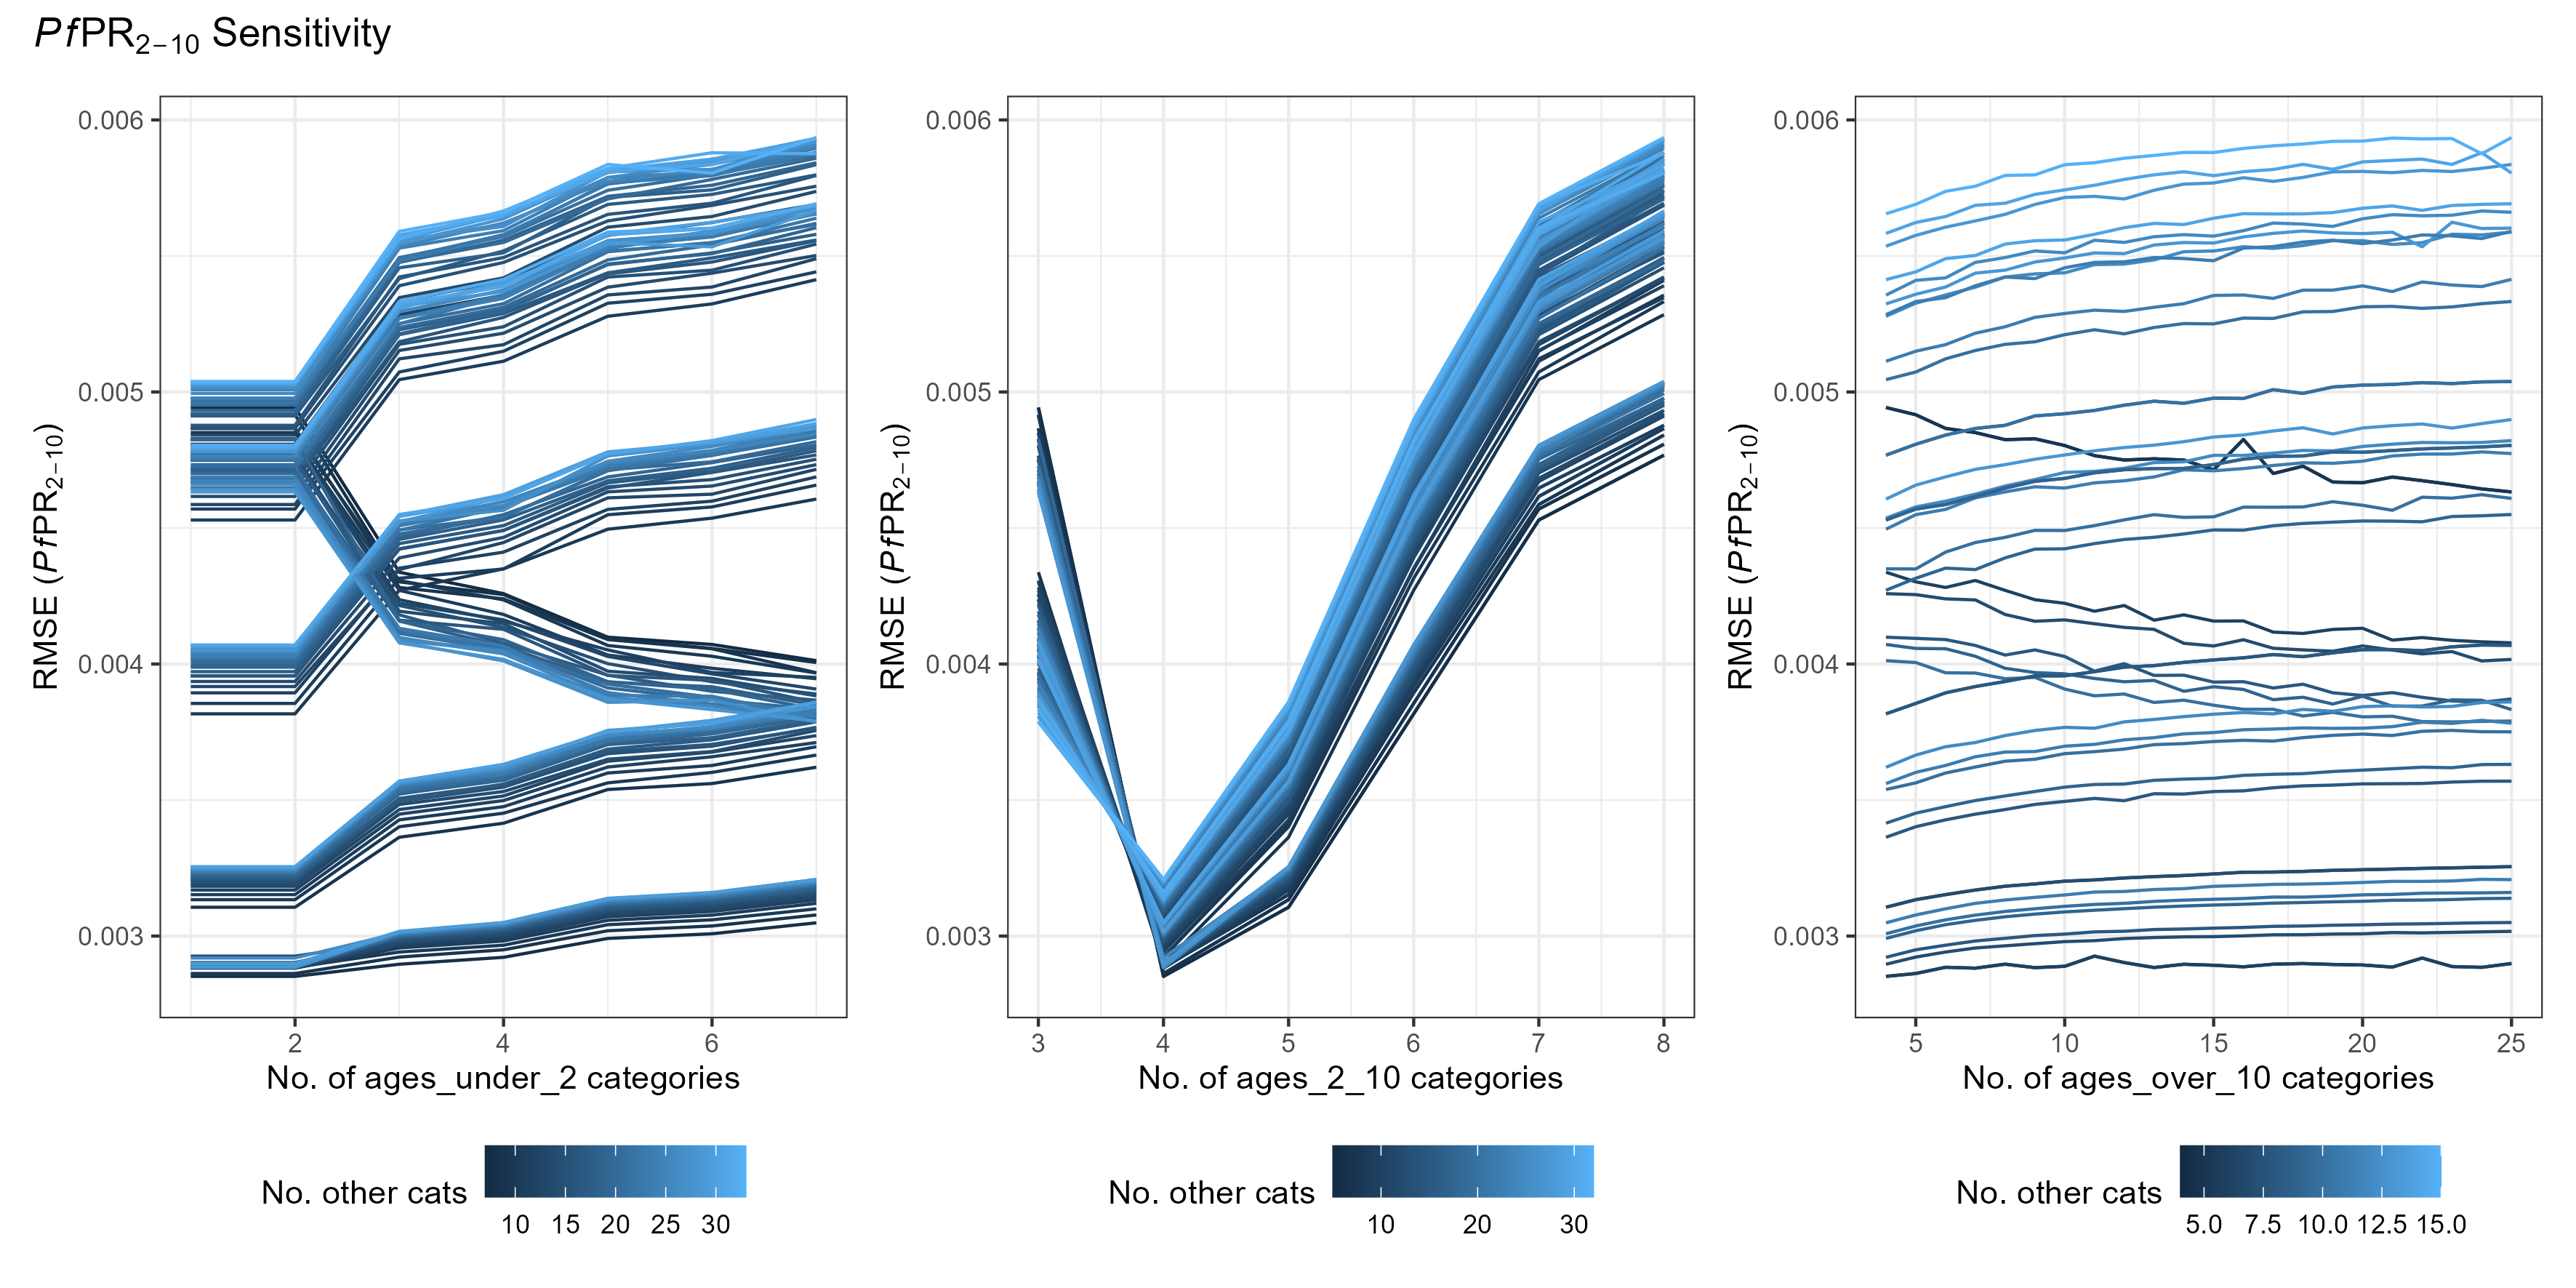 PfPR2−10 Sensitivity
RMSE (PfPR2−10)
0.006
0.005
0.004
0.003
2 4 6
No. of ages_under_2 categories
No. other cats
10 15 20 25 30
RMSE (PfPR2−10)
0.006
0.005
0.004
0.003
3 4 5 6 7 8
No. of ages_2_10 categories
No. other cats
10 20 30
RMSE (PfPR2−10)
0.006
0.005
0.004
0.003
5 10 15 20 25
No. of ages_over_10 categories
No. other cats
5.0 7.5 10.0 12.5 15.0